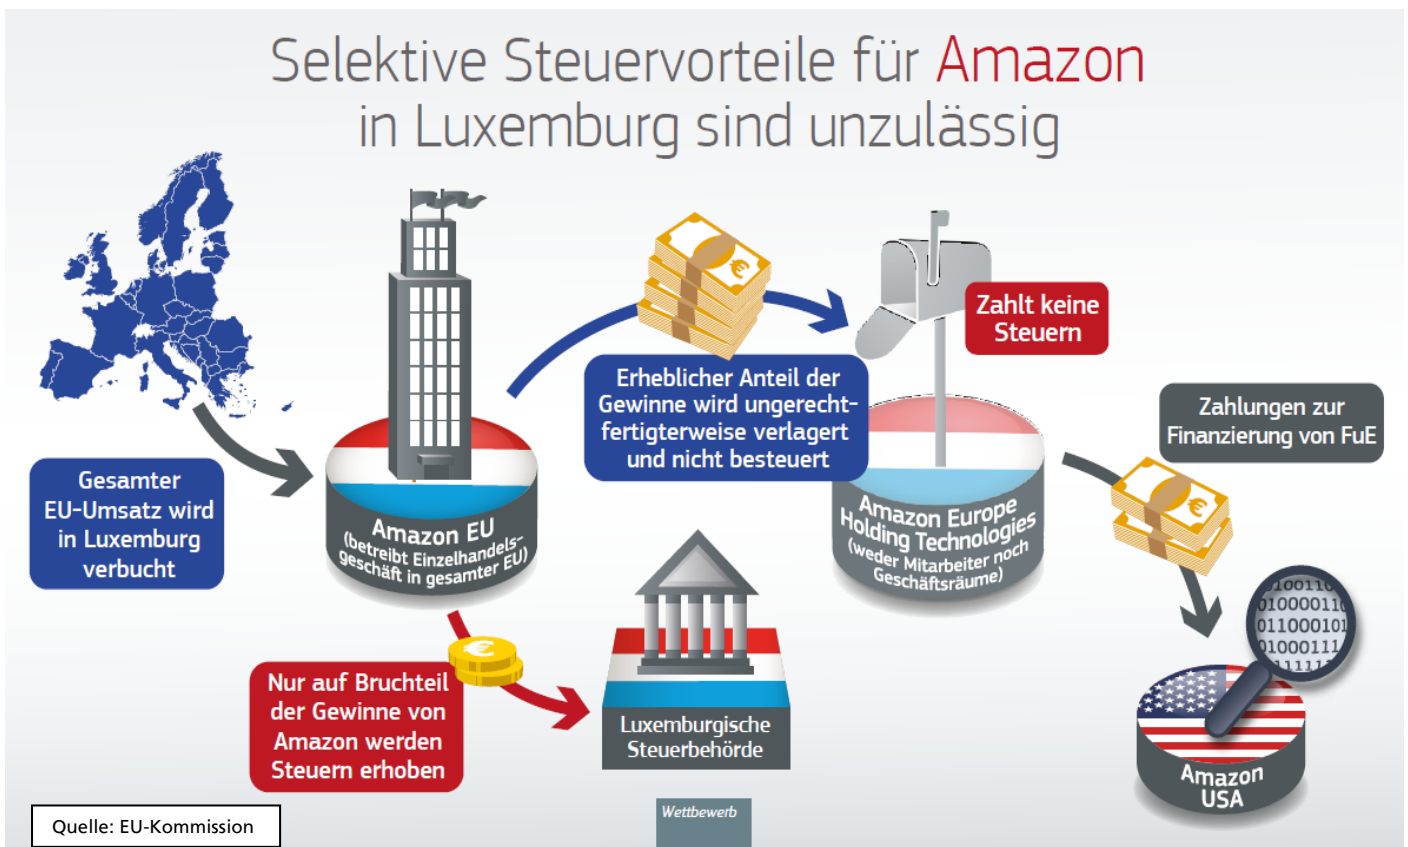 Selektive Steuervorteile für Amazon
in Luxemburg sind unzulässig
Gesamter
EU-Umsatz wird
in Luxemburg
verbucht
Amazon EU
(betreibt Einzelhandels-
geschäft in gesamter EU)
Erheblicher Anteil der
Gewinne wird ungerecht-
fertigterweise verlagert
und nicht besteuert
Zahlt keine
Steuern
Amazon Europe
Holding Technologies
(weder Mitarbeiter noch
Geschäftsräume)
Zahlungen zur
Finanzierung von FuE
Nur auf Bruchteil
der Gewinne von
Amazon werden
Steuern erhoben
Luxemburgische
Steuerbehörde
Amazon
USA
Wettbewerb
Quelle: EU-Kommission